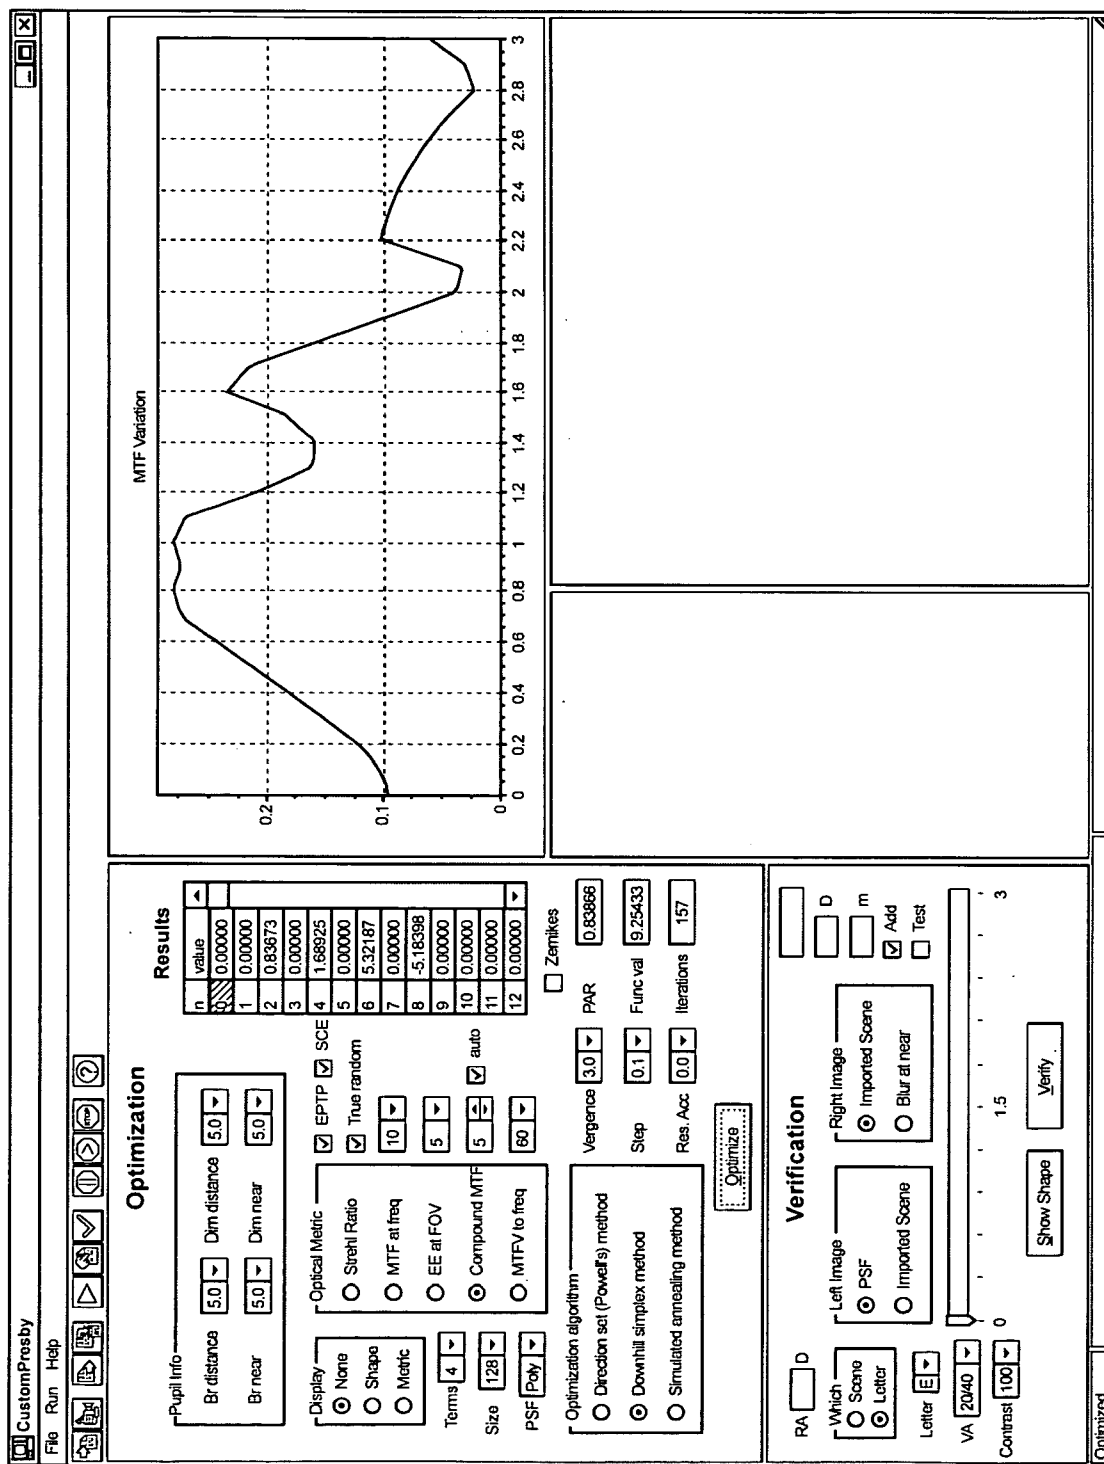 CustomPresby
File Run Help
STOP ?
Optimization
Pupil Info
Br distance 5.0 Dim distance 5.0
Br near 5.0 Dim near 5.0
Display
None
Shape
Metric
Terms 4
Size 128
PSF Poly
Optical Metric
Strehl Ratio
MTF at freq
EE at FOV
Compound MTF
MTFV to freq
EPTP SCE
True random
10
5
5 auto
60
Results
n value
0 0.00000
1 0.00000
2 0.83673
3 0.00000
4 1.68925
5 0.00000
6 5.32187
7 0.00000
8 -5.18398
9 0.00000
10 0.00000
11 0.00000
12 0.00000
Zernikes
Optimization algorithm
Direction set (Powell's) method
Downhill simplex method
Simulated annealing method
Vergence 3.0 PAR 0.83866
Step 0.1 Func val 9.25433
Res. Acc 0.0 Iterations 157
Optimize
MTF Variation
0.2
0.1
0
0 0.2 0.4 0.6 0.8 1 1.2 1.4 1.6 1.8 2 2.2 2.4 2.6 2.8 3
Verification
RA D
Which
Scene
Letter
Letter E
VA 20/40
Contrast 100
Left Image
PSF
Imported Scene
Right Image
Imported Scene
Blur at near
D
m
Add
Test
0 1.5 3
Show Shape
Verify
Optimized